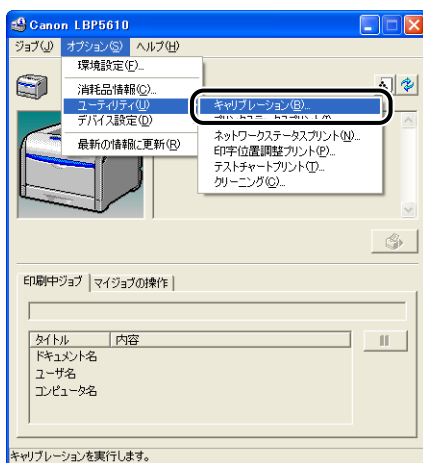 Canon LBP5610
ジョブ(J) オプション(S) ヘルプ(H)
環境設定(F)...
消耗品情報(C)...
ユーティリティ(U)
デバイス設定(D)
最新の情報に更新(R)
キャリブレーション(B)...
ネットワークステータスプリント(N)...
印字位置調整プリント(P)...
テストチャートプリント(T)...
クリーニング(G)...
印刷中ジョブ マイジョブの操作
タイトル 内容
ドキュメント名
ユーザ名
コンピュータ名
キャリブレーションを実行します。